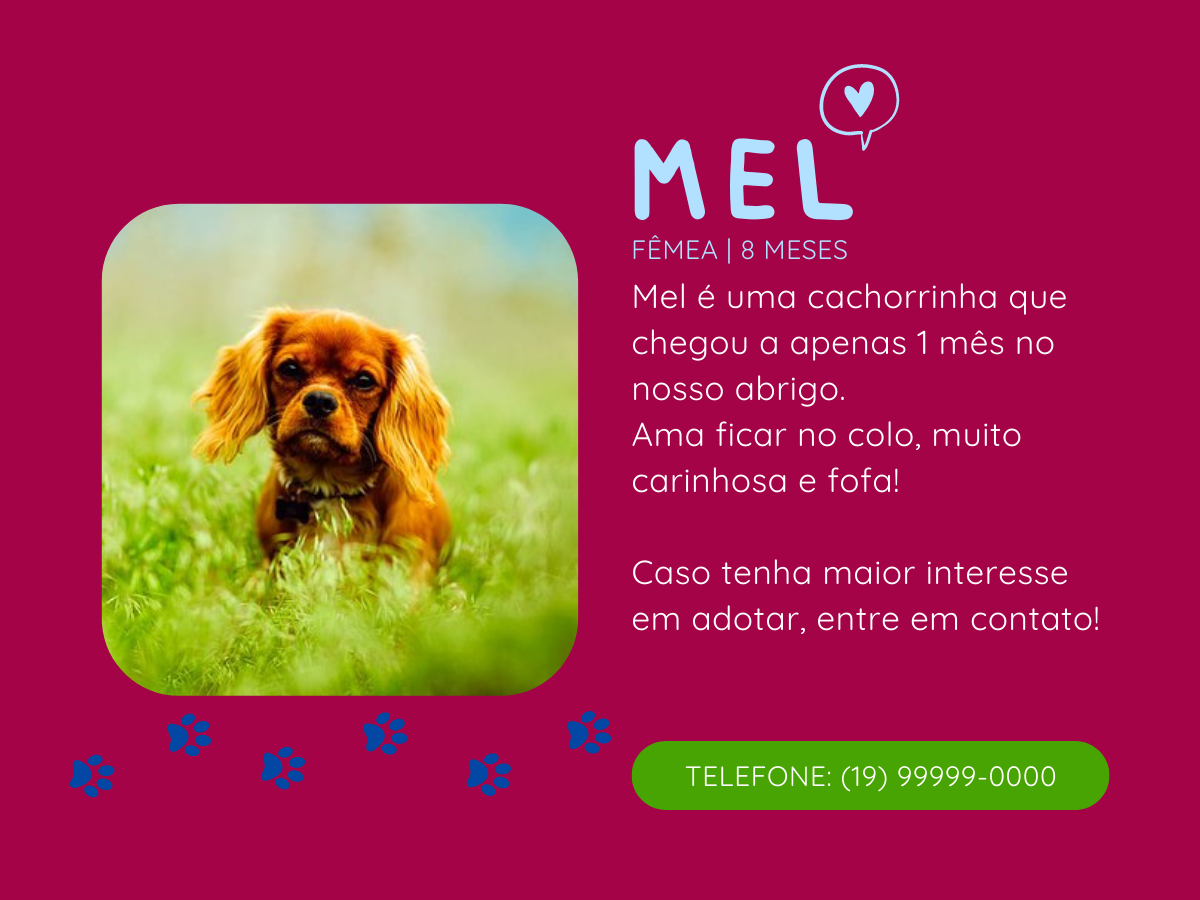 MEL
FÊMEA | 8 MESES
Mel é uma cachorrinha que
chegou a apenas 1 mês no
nosso abrigo.
Ama ficar no colo, muito
carinhosa e fofa!
Caso tenha maior interesse
em adotar, entre em contato!
TELEFONE: (19) 99999-0000